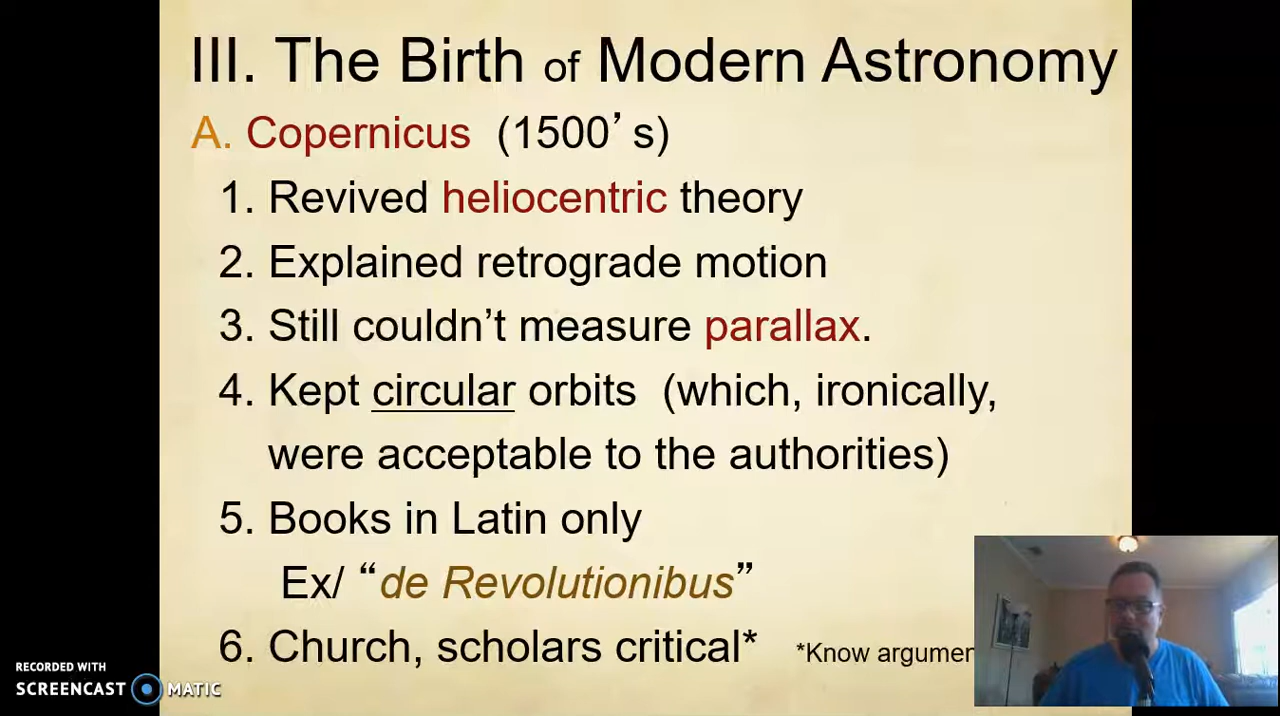 III. The Birth of Modern Astronomy
A. Copernicus (1500’s)
1. Revived heliocentric theory
2. Explained retrograde motion
3. Still couldn’t measure parallax.
4. Kept circular orbits (which, ironically,
were acceptable to the authorities)
5. Books in Latin only
Ex/ “de Revolutionibus”
6. Church, scholars critical* *Know
RECORDED WITH
SCREENCAST MATIC